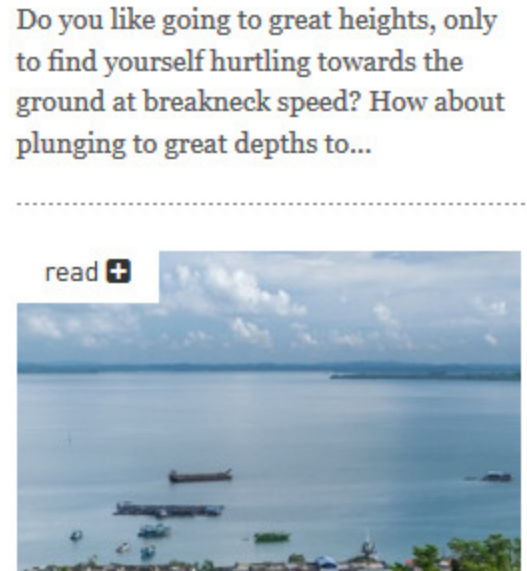 Do you like going to great heights, only
to find yourself hurtling towards the
ground at breakneck speed? How about
plunging to great depths to...
read